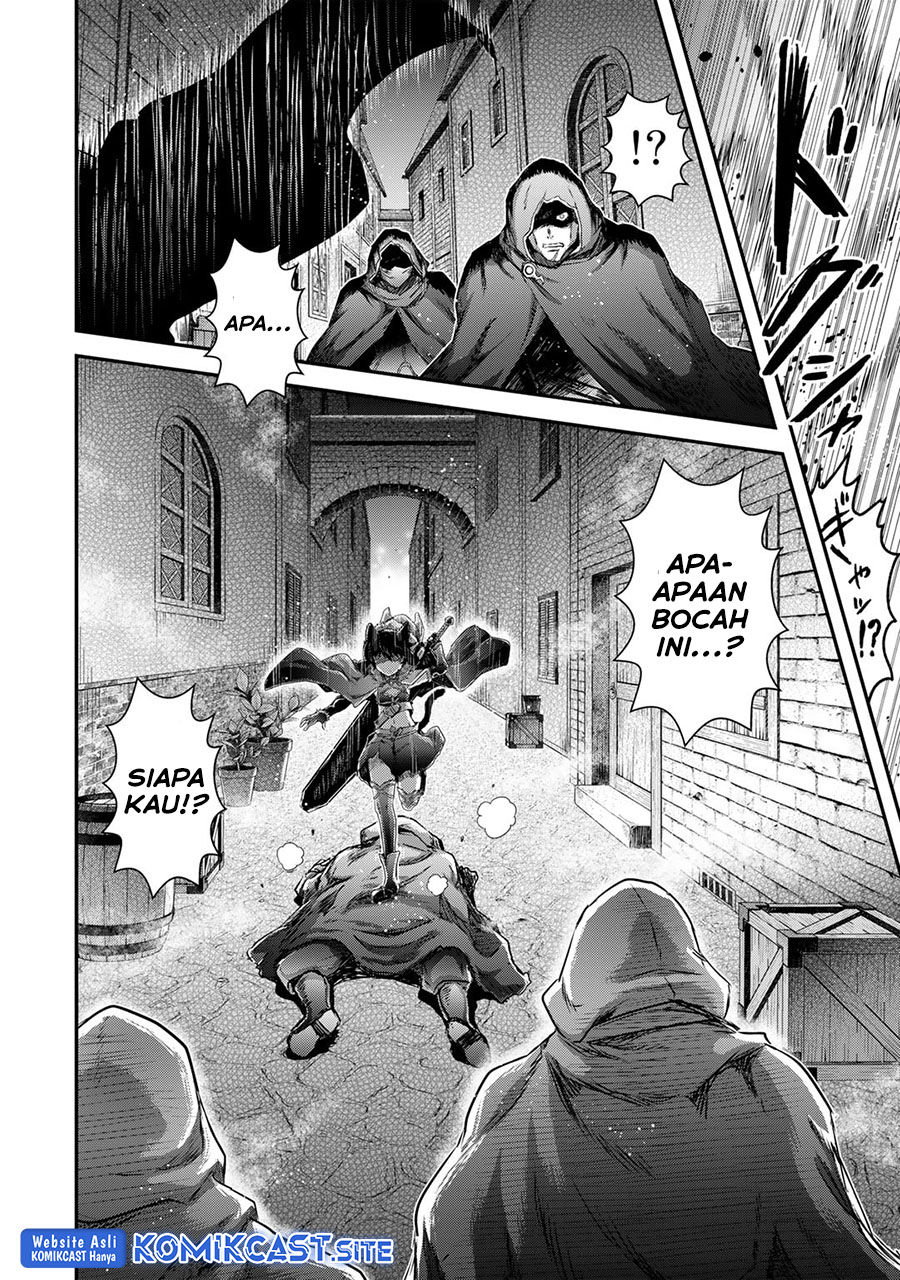 ドグシャ
ぎゃッ!?
!?
APA...
APA-
APAAN
BOCAH
INI...?
SIAPA
KAU!?
Website Asli
KOMIKCAST Hanya
KOMIKCAST.SITE